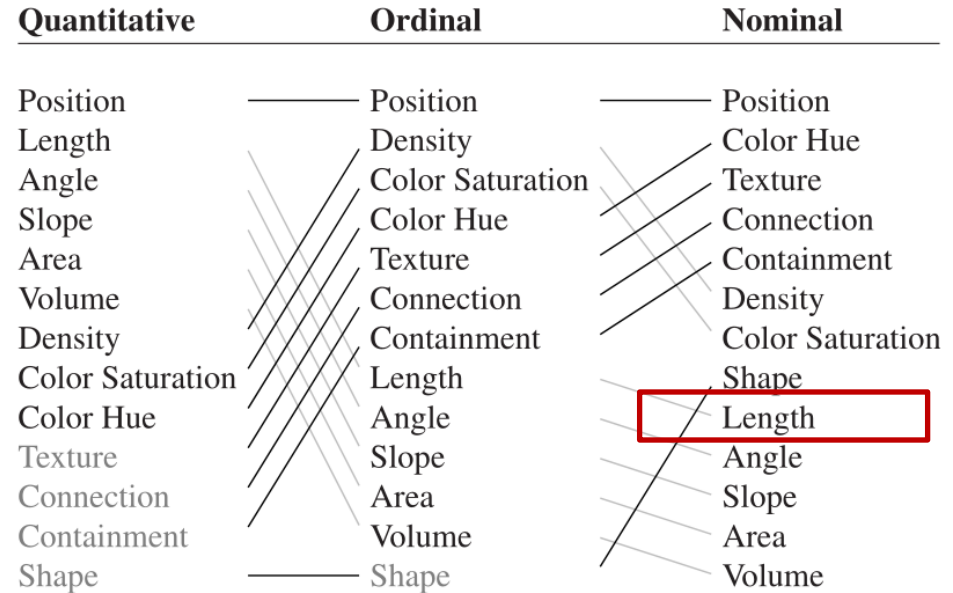 Quantitative Ordinal Nominal
Position Position Position
Length Density Color Hue
Angle Color Saturation Texture
Slope Color Hue Connection
Area Texture Containment
Volume Connection Density
Density Containment Color Saturation
Color Saturation Length Shape
Color Hue Angle Length
Texture Slope Angle
Connection Area Slope
Containment Volume Area
Shape Shape Volume